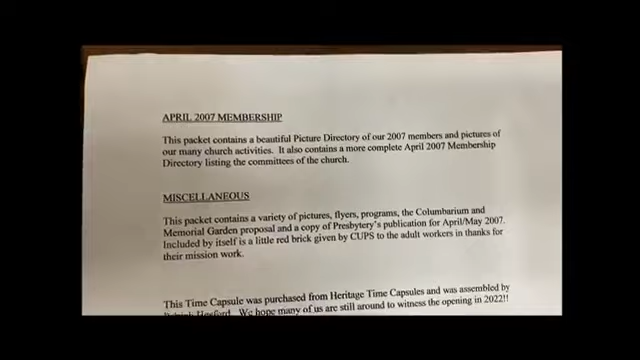 APRIL 2007 MEMBERSHIP
This packet contains a beautiful Picture Directory of our 2007 members and pictures of
our many church activities. It also contains a more complete April 2007 Membership
Directory listing the committees of the church.
MISCELLANEOUS
This packet contains a variety of pictures, flyers, programs, the Columbarium and
Memorial Garden proposal and a copy of Presbytery's publication for April/May 2007.
Included by itself is a little red brick given by CUPS to the adult workers in thanks for
their mission work.
This Time Capsule was purchased from Heritage Time Capsules and was assembled by
We hope many of us are still around to witness the opening in 2022!!